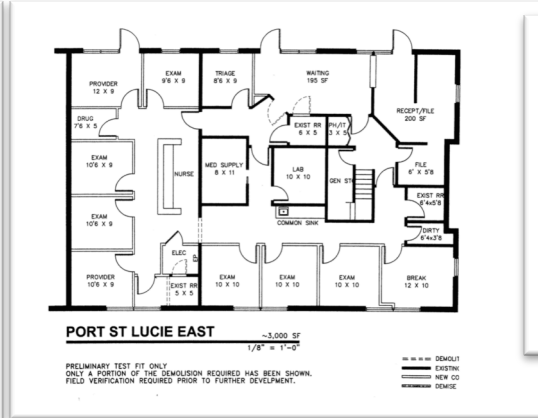 PROVIDER
12 X 9
EXAM
9'6 X 9
TRIAGE
8'6 X 9
WAITING
195 SF
RECEPT/FILE
200 SF
DRUG
7'6 X 5
EXIST RR
6 X 5
PH/IT
3 X 5
EXAM
10'6 X 9
NURSE
MED SUPPLY
8 X 11
LAB
10 X 10
GEN ST
FILE
6' X 5'8
EXAM
10'6 X 9
COMMON SINK
EXIST RR
6'4x5'8
DIRTY
6'4x3'8
ELEC
EP
PROVIDER
10'6 X 9
EXIST RR
5 X 5
EXAM
10 X 10
EXAM
10 X 10
EXAM
10 X 10
BREAK
12 X 10
PORT ST LUCIE EAST
~3,000 SF
1/8" = 1'-0"
PRELIMINARY TEST FIT ONLY
ONLY A PORTION OF THE DEMOLISION REQUIRED HAS BEEN SHOWN.
FIELD VERIFICATION REQUIRED PRIOR TO FURTHER DEVELPMENT.
DEMOLIT
EXISTING
NEW CO
DEMISE